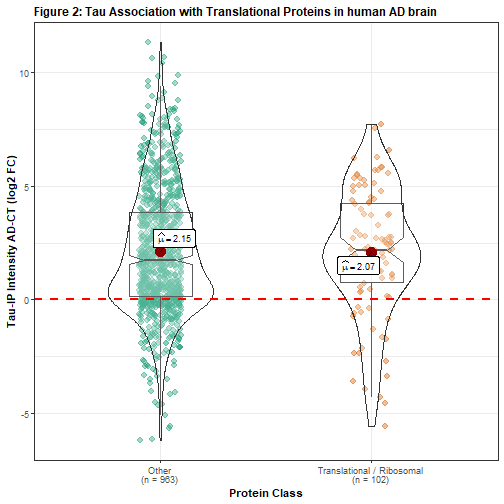 Figure 2: Tau Association with Translational Proteins in human AD brain
Tau-IP Intensity AD-CT (log2 FC)
10
5
0
-5
μ̂ = 2.15
μ̂ = 2.07
Other
(n = 963)
Translational / Ribosomal
(n = 102)
Protein Class